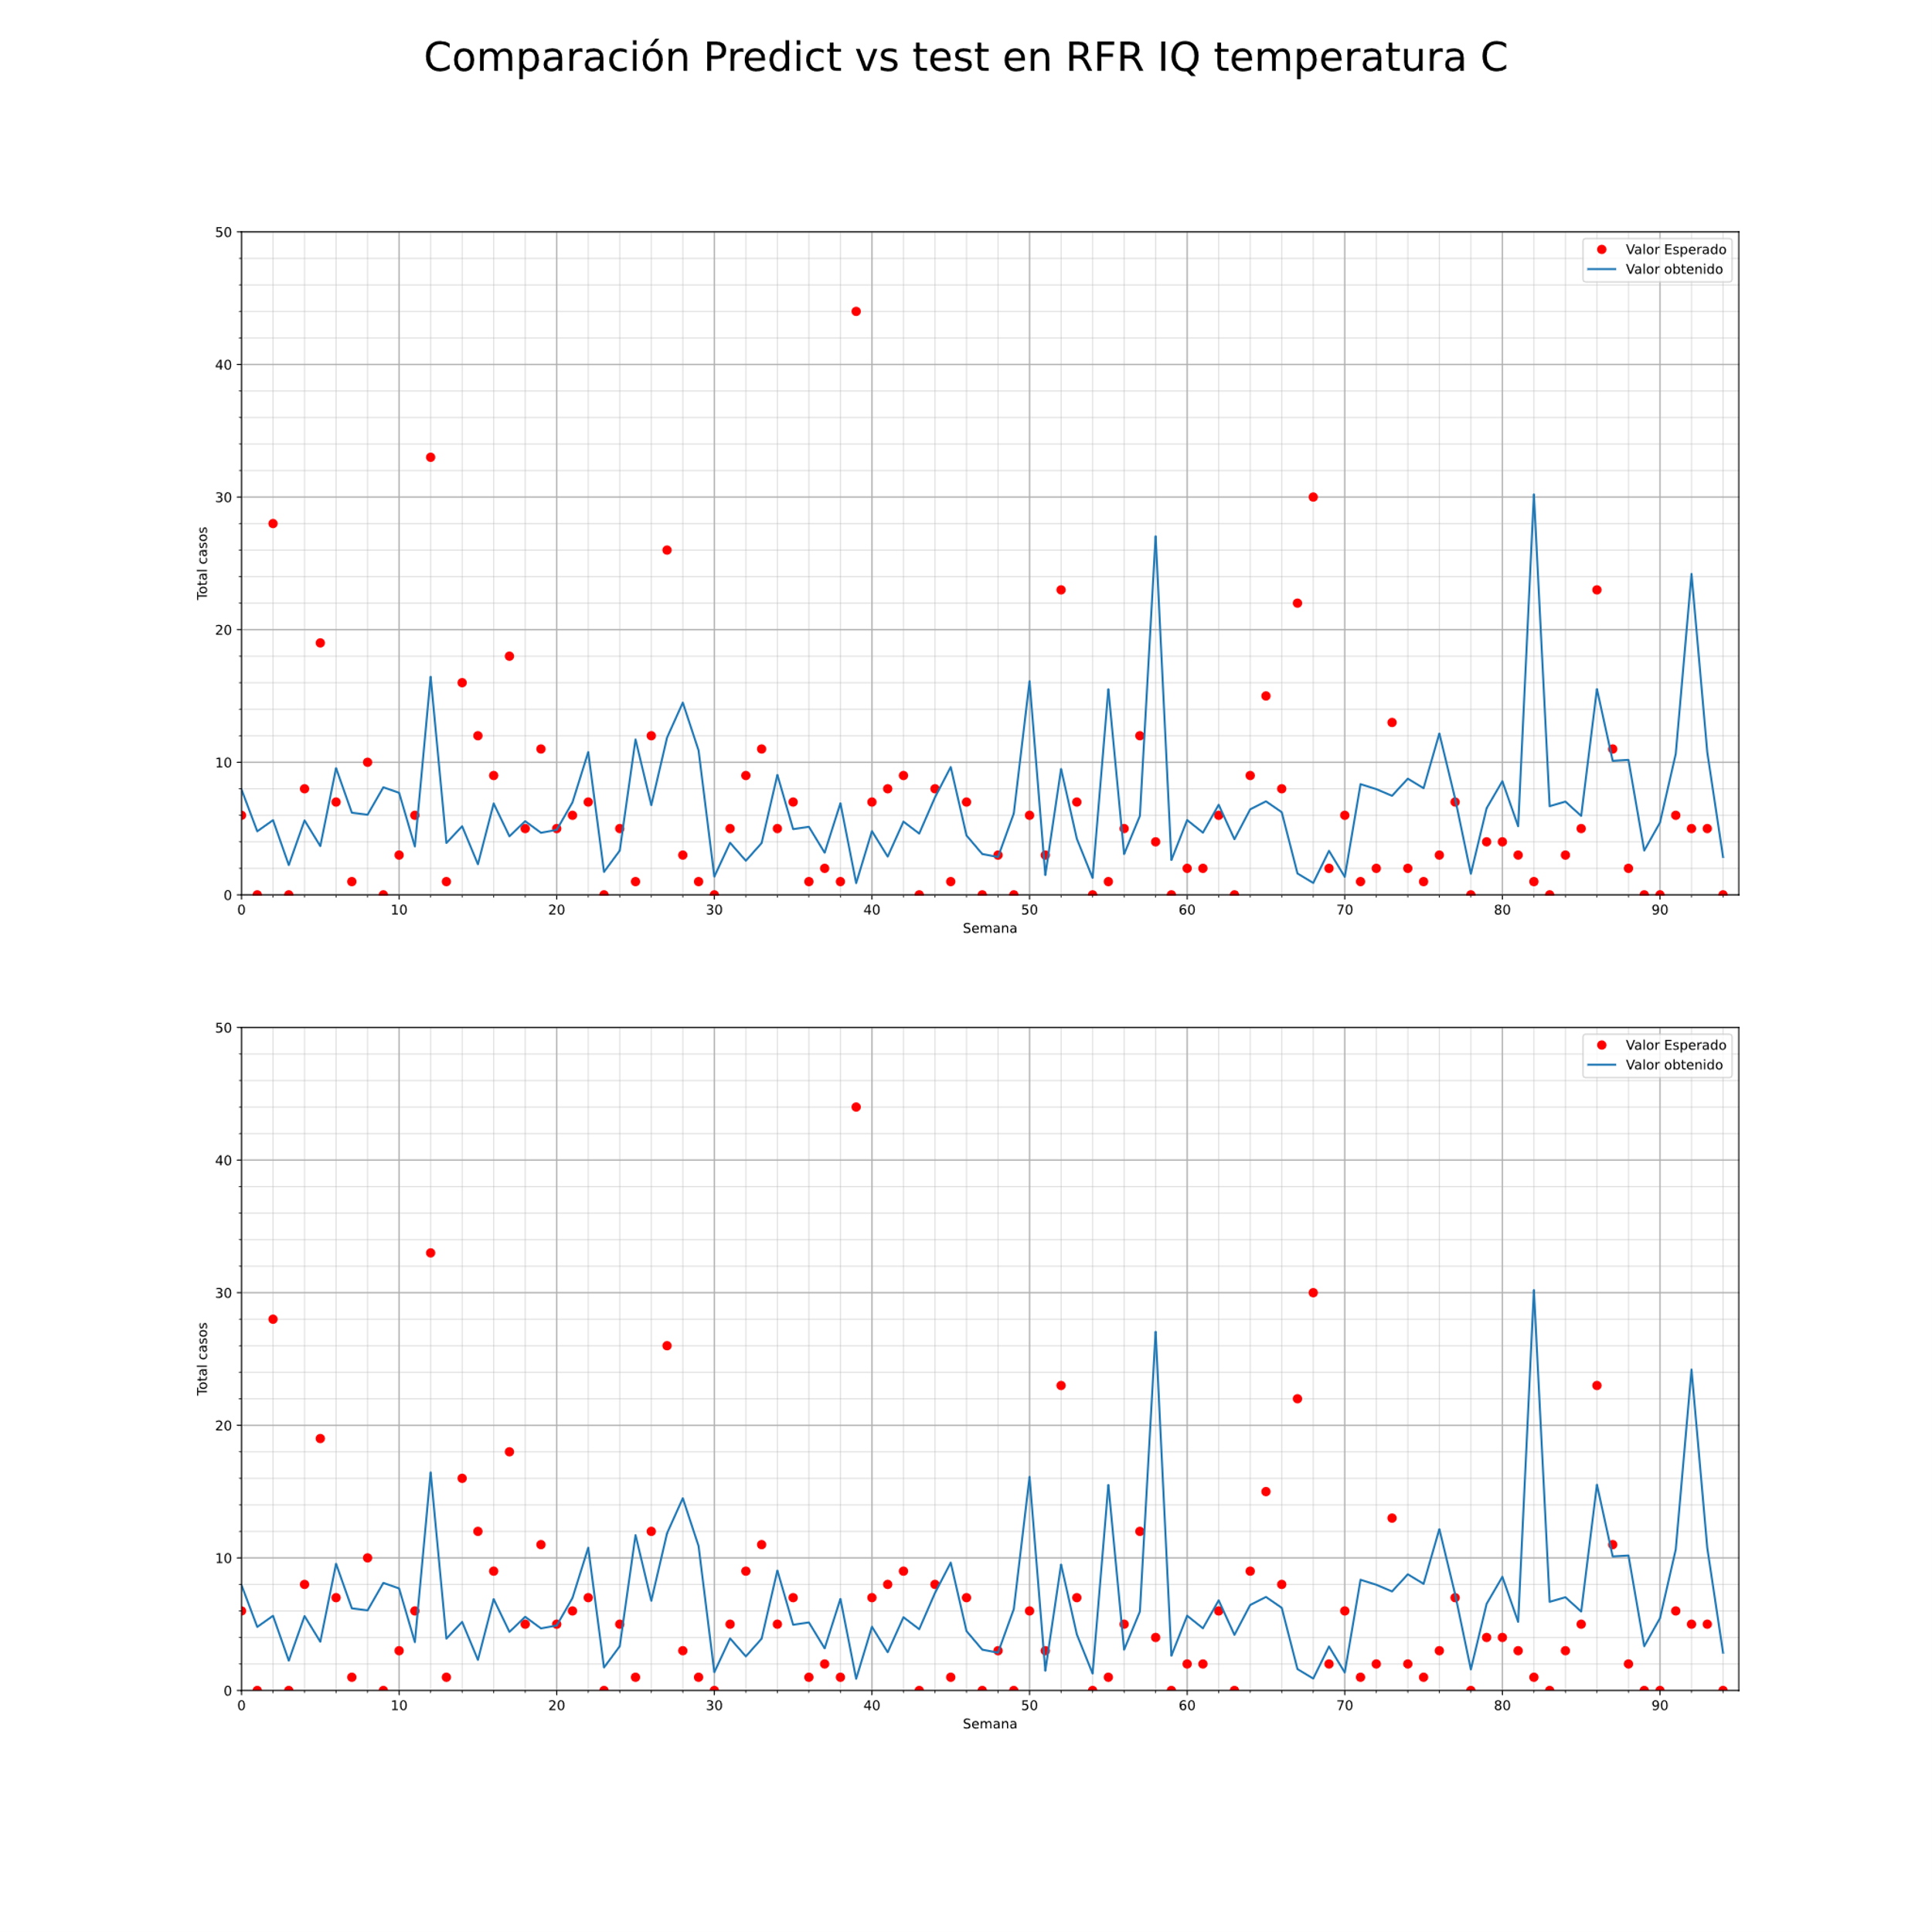 Comparación Predict vs test en RFR IQ temperatura C
50
40
30
20
10
0
Total casos
Valor Esperado
Valor obtenido
0 10 20 30 40 50 60 70 80 90
Semana
50
40
30
20
10
0
Total casos
Valor Esperado
Valor obtenido
0 10 20 30 40 50 60 70 80 90
Semana